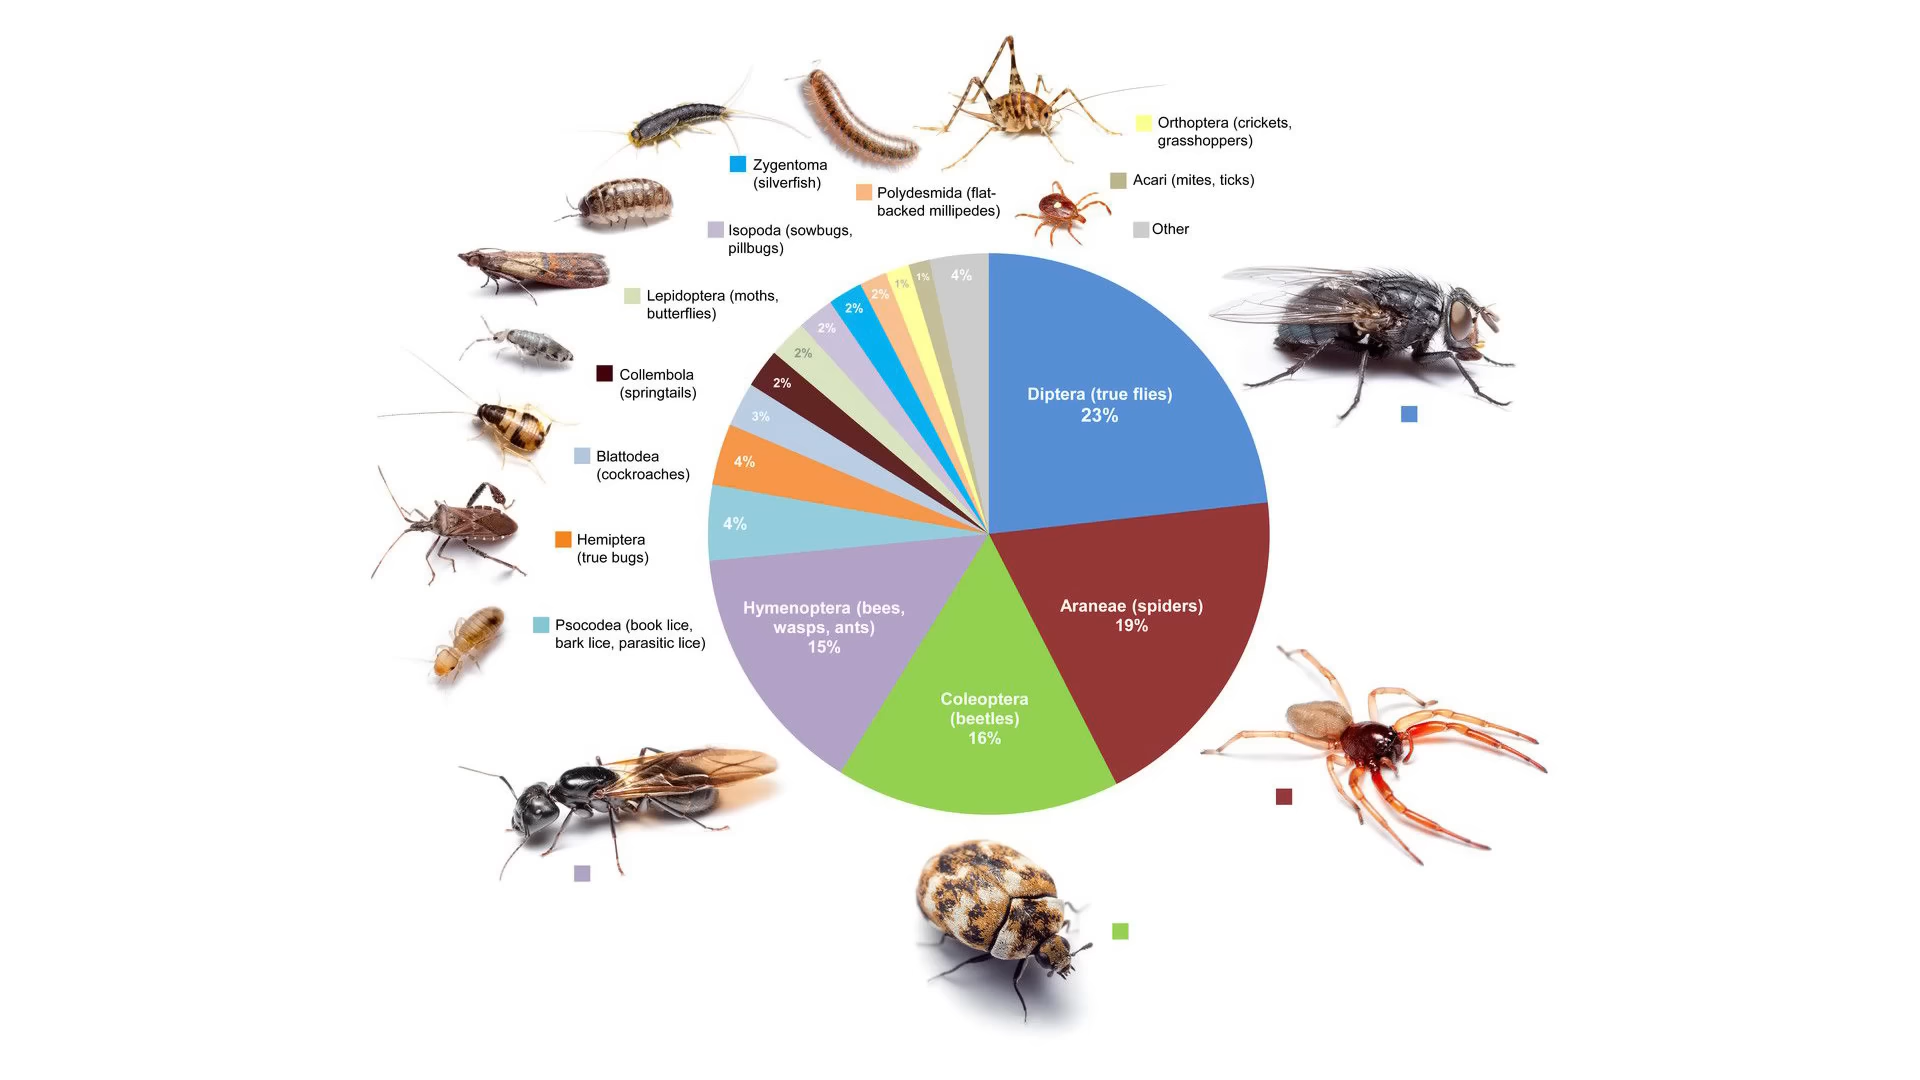 Orthoptera (crickets,
grasshoppers)
Zygentoma
(silverfish)
Acari (mites, ticks)
Polydesmida (flat-
backed millipedes)
Isopoda (sowbugs,
pillbugs)
Other
Lepidoptera (moths,
butterflies)
Collembola
(springtails)
Blattodea
(cockroaches)
Hemiptera
(true bugs)
Psocodea (book lice,
bark lice, parasitic lice)
4%
1%
1%
2%
2%
2%
2%
2%
3%
4%
4%
Diptera (true flies)
23%
Araneae (spiders)
19%
Hymenoptera (bees,
wasps, ants)
15%
Coleoptera
(beetles)
16%